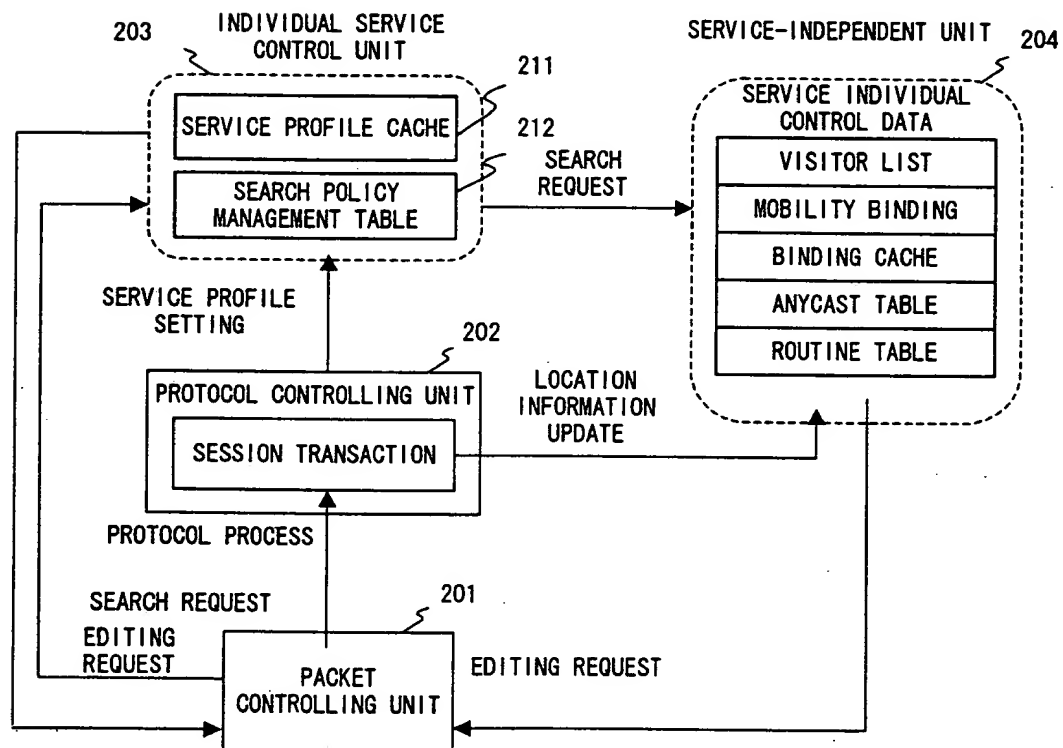 203
INDIVIDUAL SERVICE
CONTROL UNIT
SERVICE-INDEPENDENT UNIT
204
211
SERVICE PROFILE CACHE
212
SEARCH POLICY
MANAGEMENT TABLE
SEARCH
REQUEST
SERVICE INDIVIDUAL
CONTROL DATA
VISITOR LIST
MOBILITY BINDING
BINDING CACHE
ANYCAST TABLE
ROUTINE TABLE
SERVICE PROFILE
SETTING
202
PROTOCOL CONTROLLING UNIT
SESSION TRANSACTION
LOCATION
INFORMATION
UPDATE
PROTOCOL PROCESS
SEARCH REQUEST
EDITING
REQUEST
201
PACKET
CONTROLLING UNIT
EDITING REQUEST